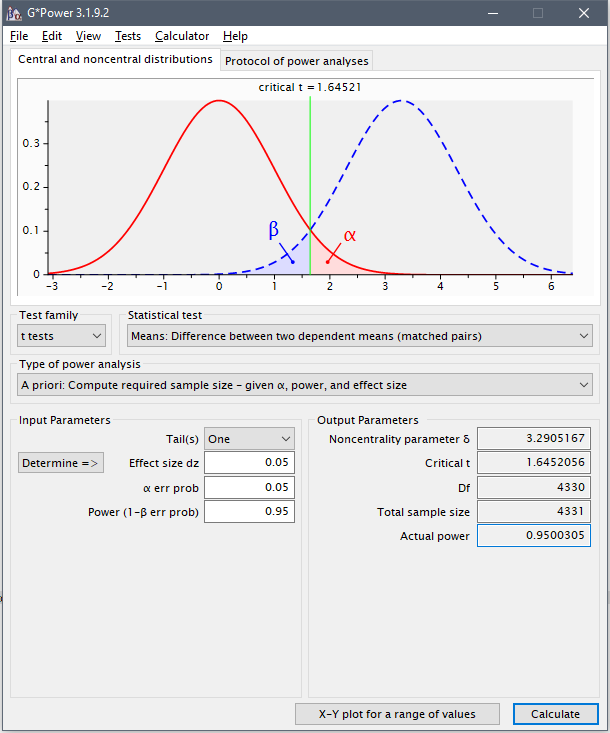 G*Power 3.1.9.2
File Edit View Tests Calculator Help
Central and noncentral distributions Protocol of power analyses
critical t = 1.64521
0.3
0.2
0.1
0
β
α
-3 -2 -1 0 1 2 3 4 5 6
Test family Statistical test
t tests Means: Difference between two dependent means (matched pairs)
Type of power analysis
A priori: Compute required sample size - given α, power, and effect size
Input Parameters Output Parameters
Tail(s) One Noncentrality parameter δ 3.2905167
Determine => Effect size dz 0.05 Critical t 1.6452056
α err prob 0.05 Df 4330
Power (1-β err prob) 0.95 Total sample size 4331
Actual power 0.9500305
X-Y plot for a range of values Calculate